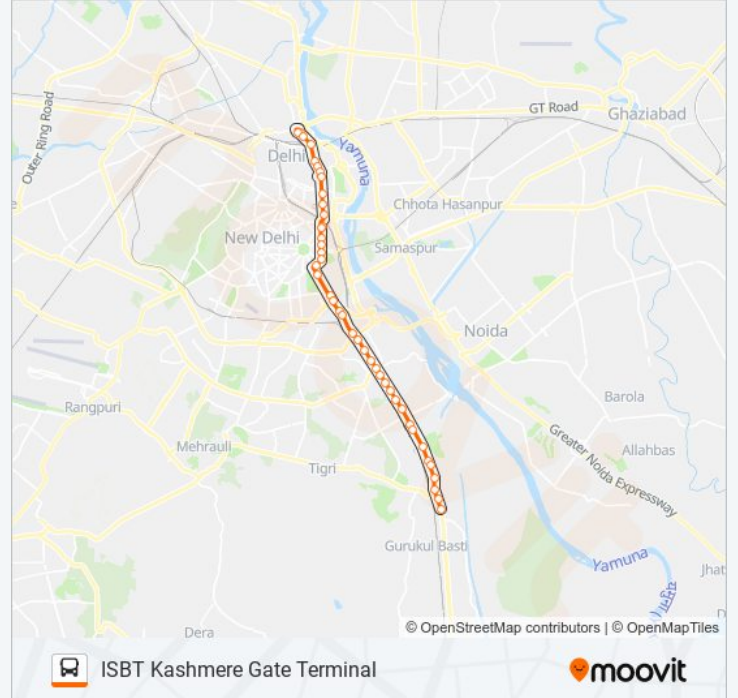 GT Road
Ghaziabad
Outer Ring Road
Delhi
Yamuna
Chhota Hasanpur
New Delhi
Samaspur
Noida
Rangpuri
Barola
Mehrauli
Greater Noida Expressway
Allahbas
Tigri
Gurukul Basti
Yamuna
Jhat
Dera
© OpenStreetMap contributors | © OpenMapTiles
ISBT Kashmere Gate Terminal
moovit